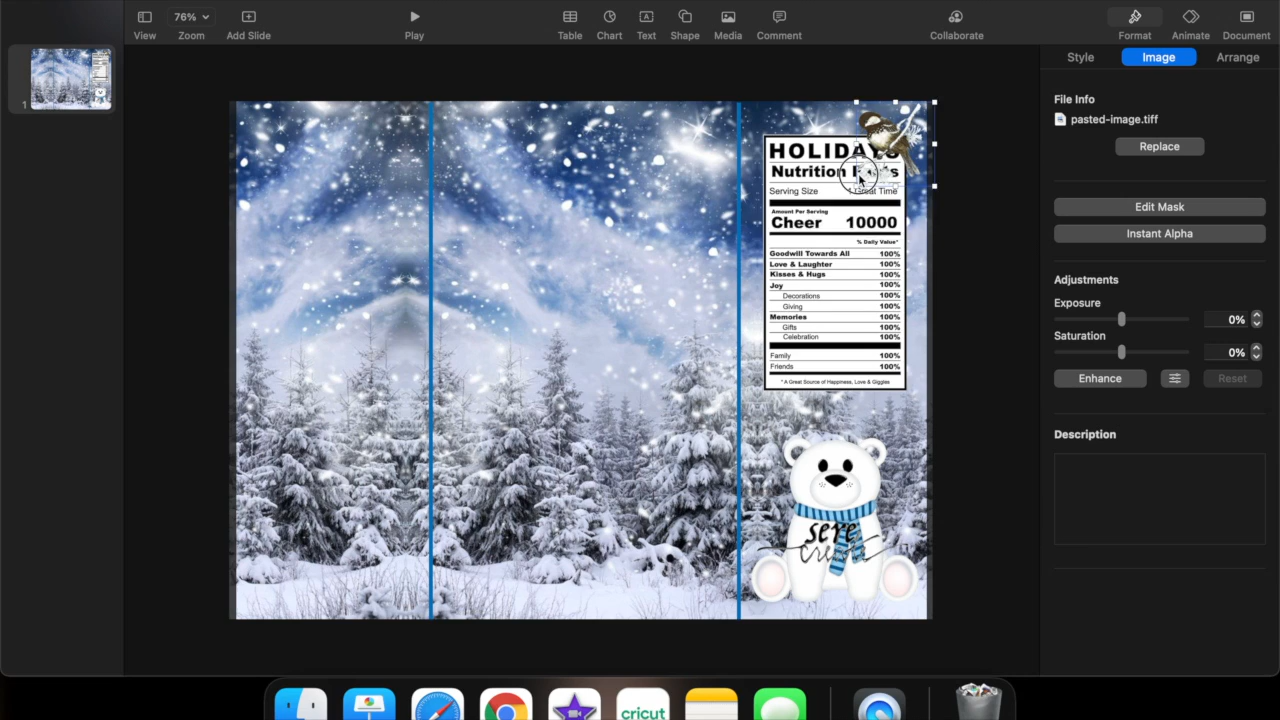 76%
View
Zoom
Add Slide
Play
Table
Chart
Text
Shape
Media
Comment
Collaborate
Format
Animate
Document
1
Style
Image
Arrange
File Info
pasted-image.tiff
Replace
Edit Mask
Instant Alpha
Adjustments
Exposure
0%
Saturation
0%
Enhance
Reset
Description
HOLIDAYS
Nutrition Facts
Serving Size 1 Great Time
Amount Per Serving
Cheer 10000
% Daily Value*
Goodwill Towards All 100%
Love & Laughter 100%
Kisses & Hugs 100%
Joy 100%
Decorations 100%
Giving 100%
Memories 100%
Gifts 100%
Celebration 100%
Family 100%
Friends 100%
* A Great Source of Happiness, Love & Giggles
sere
creates
cricut